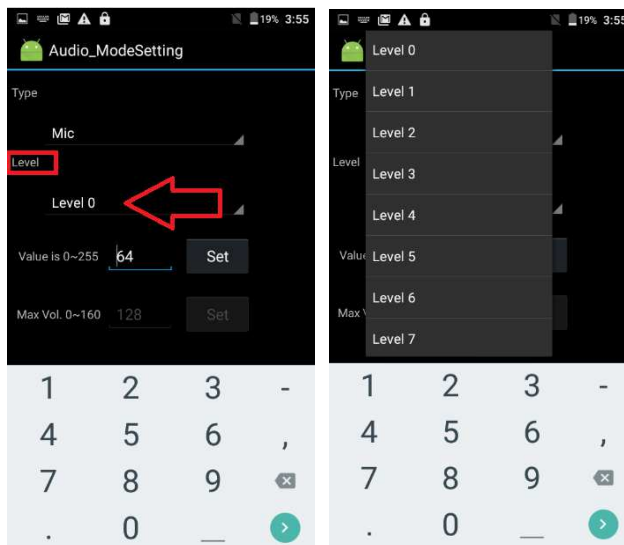 19% 3:55
Audio_ModeSetting
Type
Mic
Level
Level 0
Value is 0~255 64 Set
Max Vol. 0~160 128 Set
1 2 3 -
4 5 6 ,
7 8 9
. 0 _
19% 3:55
Level 0
Level 1
Type
Level 2
Level
Level 3
Level 4
Value
Level 5
Level 6
Max
Level 7
1 2 3 -
4 5 6 ,
7 8 9
. 0 _